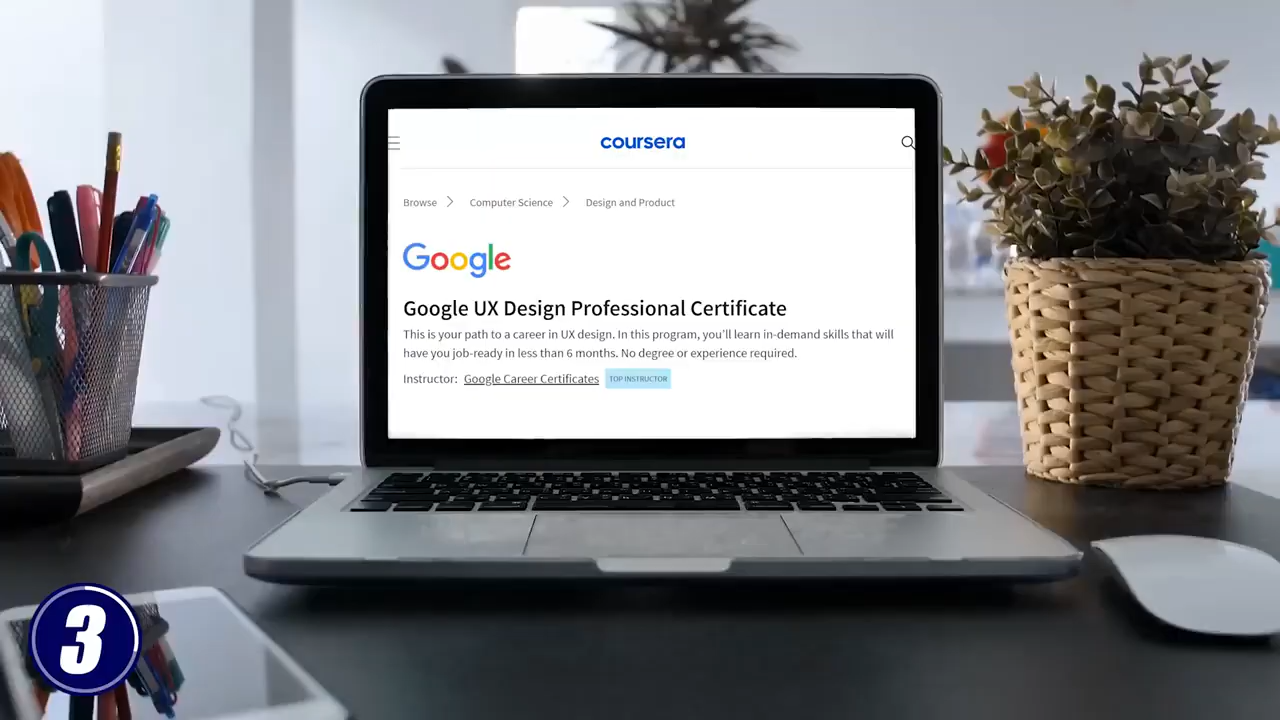 coursera
Browse > Computer Science > Design and Product
Google
Google UX Design Professional Certificate
This is your path to a career in UX design. In this program, you'll learn in-demand skills that will
have you job-ready in less than 6 months. No degree or experience required.
Instructor: Google Career Certificates TOP INSTRUCTOR
3